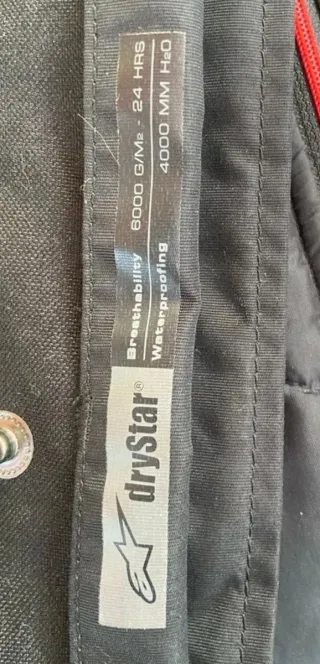 dryStar®
Breathability 6000 G/M2 - 24 HRS
Waterproofing 4000 MM H2O